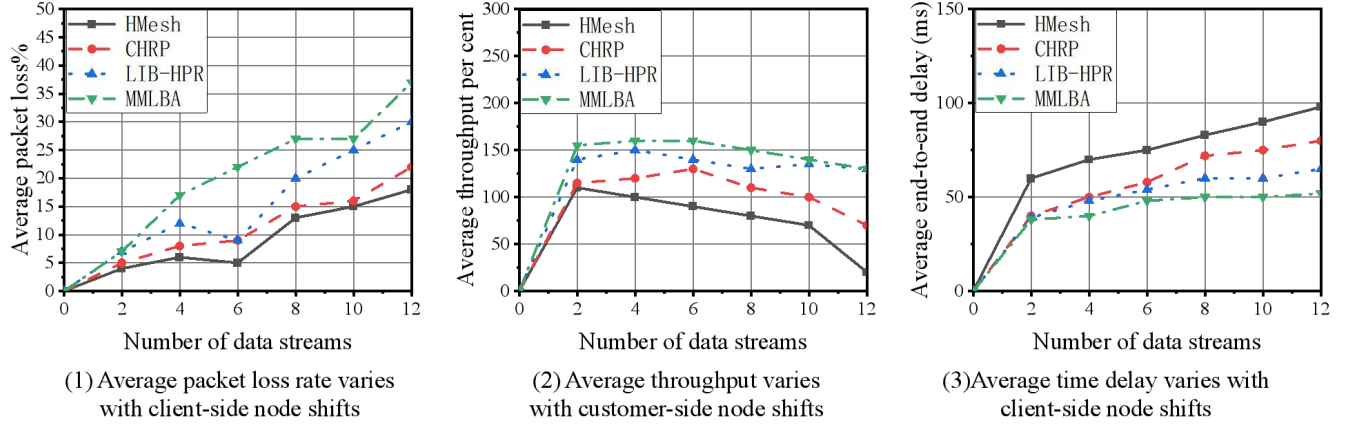 Average packet loss%
50
45
40
35
30
25
20
15
10
5
0
HMesh
CHRP
LIB-HPR
MMLBA
0 2 4 6 8 10 12
Number of data streams
(1) Average packet loss rate varies
with client-side node shifts
Average throughput per cent
300
250
200
150
100
50
0
HMesh
CHRP
LIB-HPR
MMLBA
0 2 4 6 8 10 12
Number of data streams
(2) Average throughput varies
with customer-side node shifts
Average end-to-end delay (ms)
150
100
50
0
HMesh
CHRP
LIB-HPR
MMLBA
0 2 4 6 8 10 12
Number of data streams
(3)Average time delay varies with
client-side node shifts